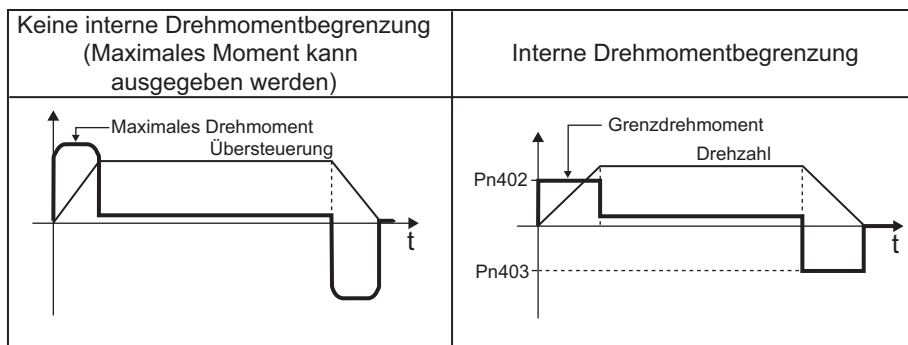 Keine interne Drehmomentbegrenzung
(Maximales Moment kann
ausgegeben werden)
Interne Drehmomentbegrenzung
Maximales Drehmoment
Übersteuerung
t
Grenzdrehmoment
Drehzahl
Pn402
t
Pn403